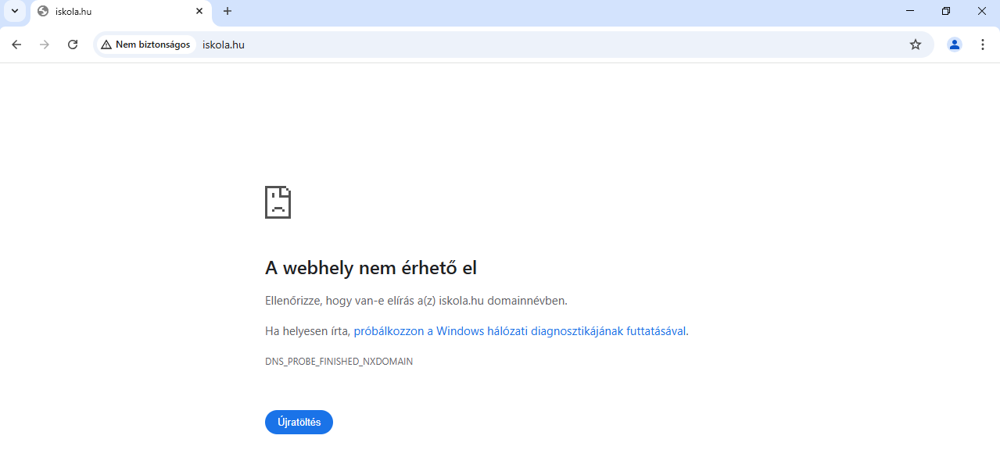 iskola.hu
Nem biztonságos iskola.hu
A webhely nem érhető el
Ellenőrizze, hogy van-e elírás a(z) iskola.hu domainnévben.
Ha helyesen írta, próbálkozzon a Windows hálózati diagnosztikájának futtatásával.
DNS_PROBE_FINISHED_NXDOMAIN
Újratöltés